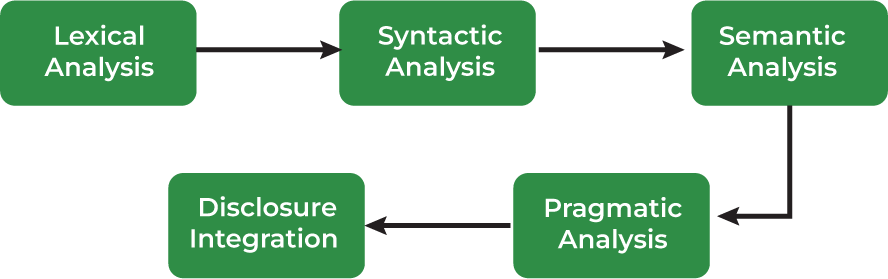 Lexical
Analysis
Syntactic
Analysis
Semantic
Analysis
Pragmatic
Analysis
Disclosure
Integration